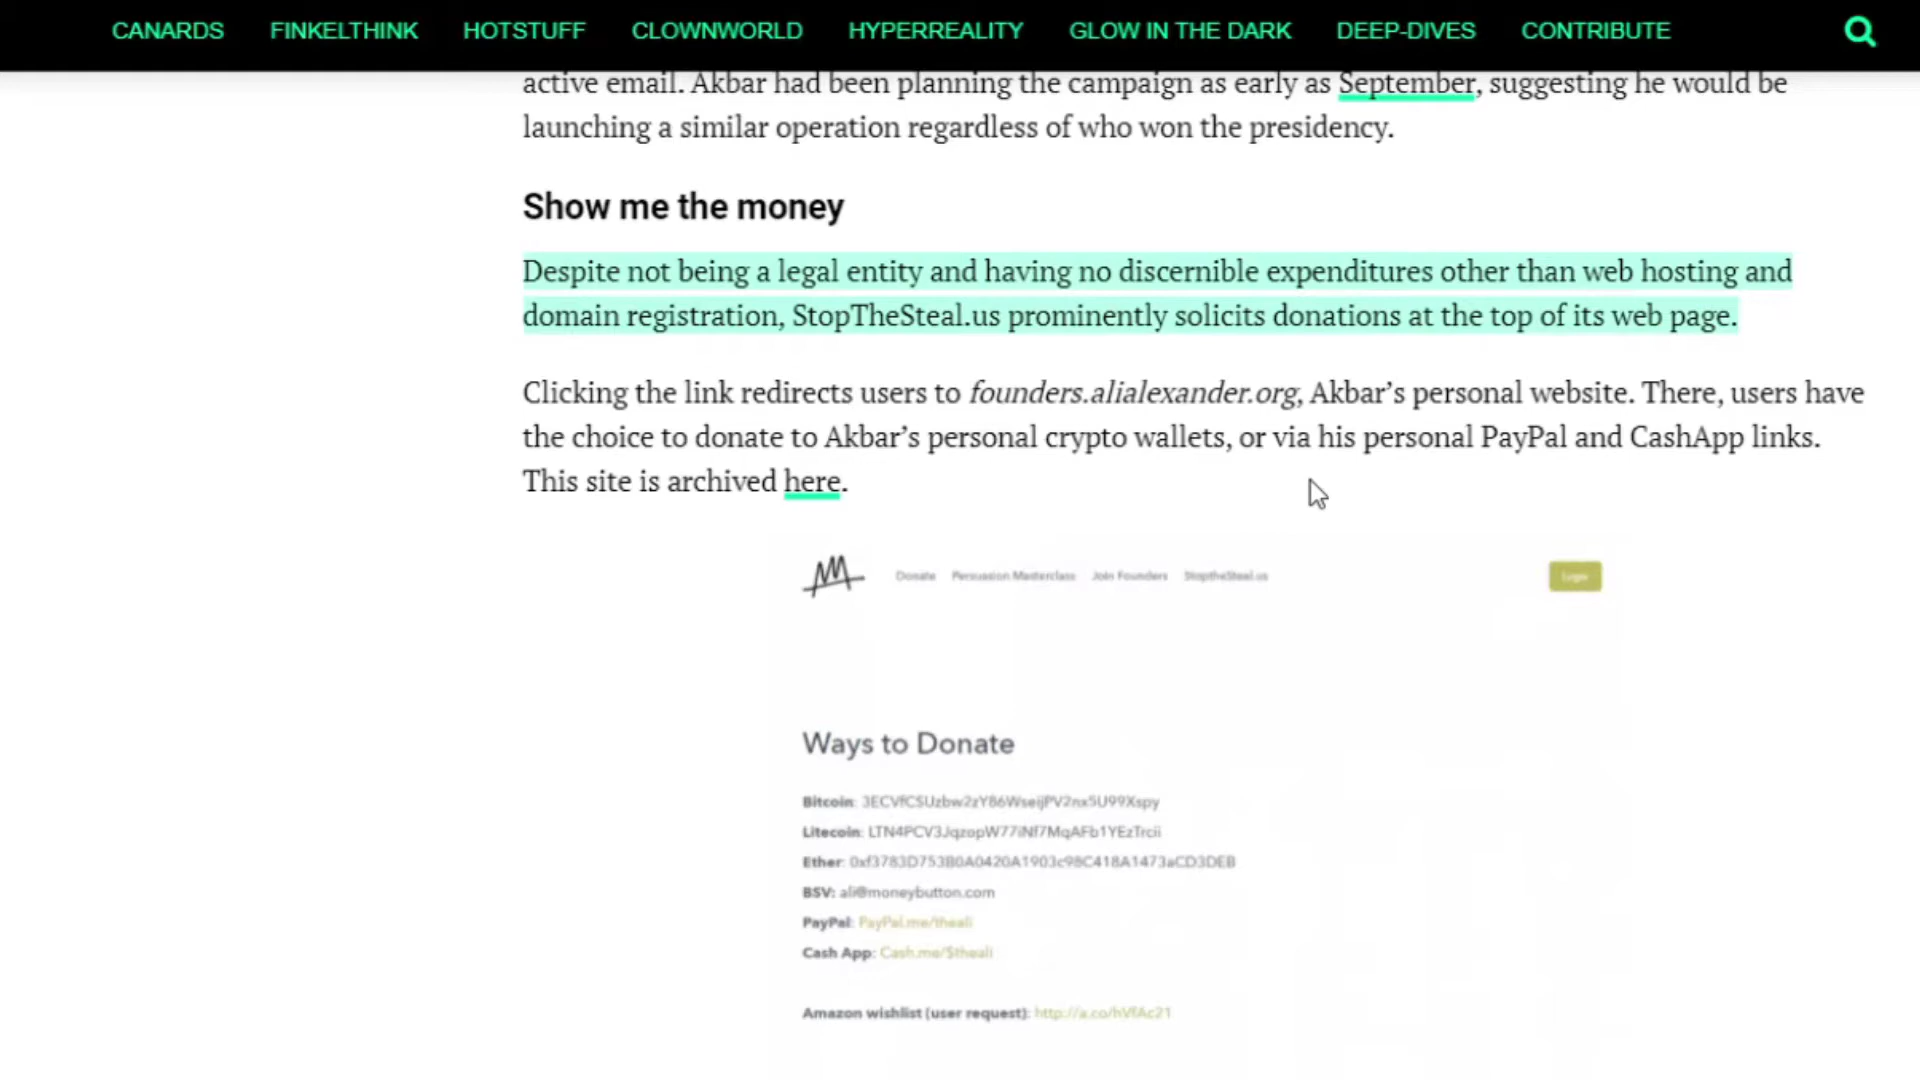 CANARDS FINKELTHINK HOTSTUFF CLOWNWORLD HYPERREALITY GLOW IN THE DARK DEEP-DIVES CONTRIBUTE
active email. Akbar had been planning the campaign as early as September, suggesting he would be
launching a similar operation regardless of who won the presidency.
Show me the money
Despite not being a legal entity and having no discernible expenditures other than web hosting and
domain registration, StopTheSteal.us prominently solicits donations at the top of its web page.
Clicking the link redirects users to founders.alialexander.org, Akbar’s personal website. There, users have
the choice to donate to Akbar’s personal crypto wallets, or via his personal PayPal and CashApp links.
This site is archived here.
Donate Persuasion Masterclass Join Founders StoptheSteal.us Login
Ways to Donate
Bitcoin:
Litecoin:
Ether:
BSV: ali@moneybutton.com
PayPal: PayPal.me/theali
Cash App: Cash.me/$theali
Amazon wishlist (user request): http://a.co/hVfAc21